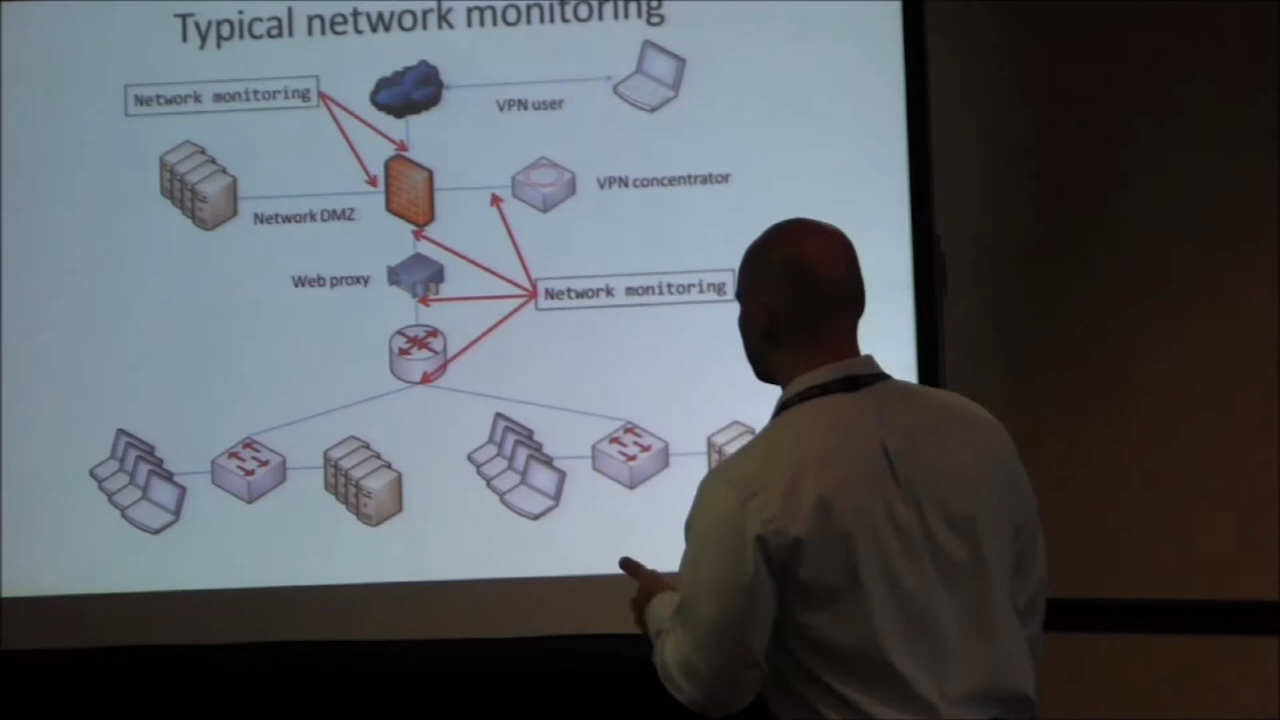 Typical network monitoring
Network monitoring
VPN user
VPN concentrator
Network DMZ
Web proxy
Network monitoring